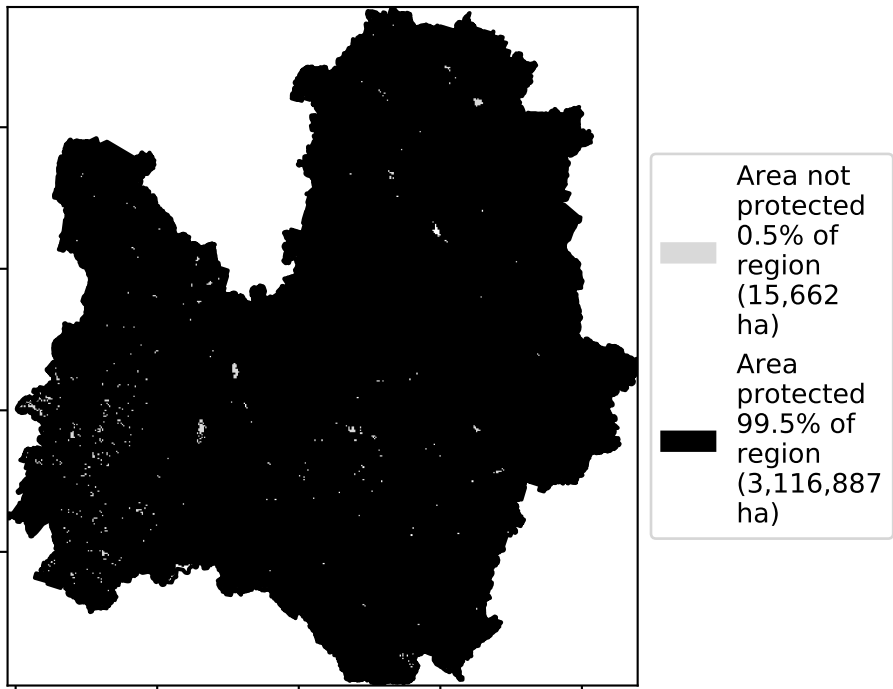 Area not
protected
0.5% of
region
(15,662
ha)
Area
protected
99.5% of
region
(3,116,887
ha)